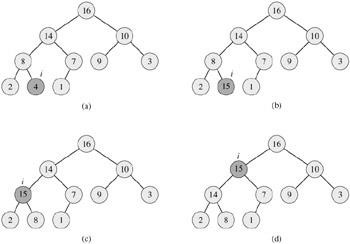 16
14 10
8 7 9 3
i
2 4 1
(a)
16
14 10
8 7 9 3
i
2 15 1
(b)
16
14 10
i
15 7 9 3
2 8 1
(c)
16
i
15 10
14 7 9 3
2 8 1
(d)